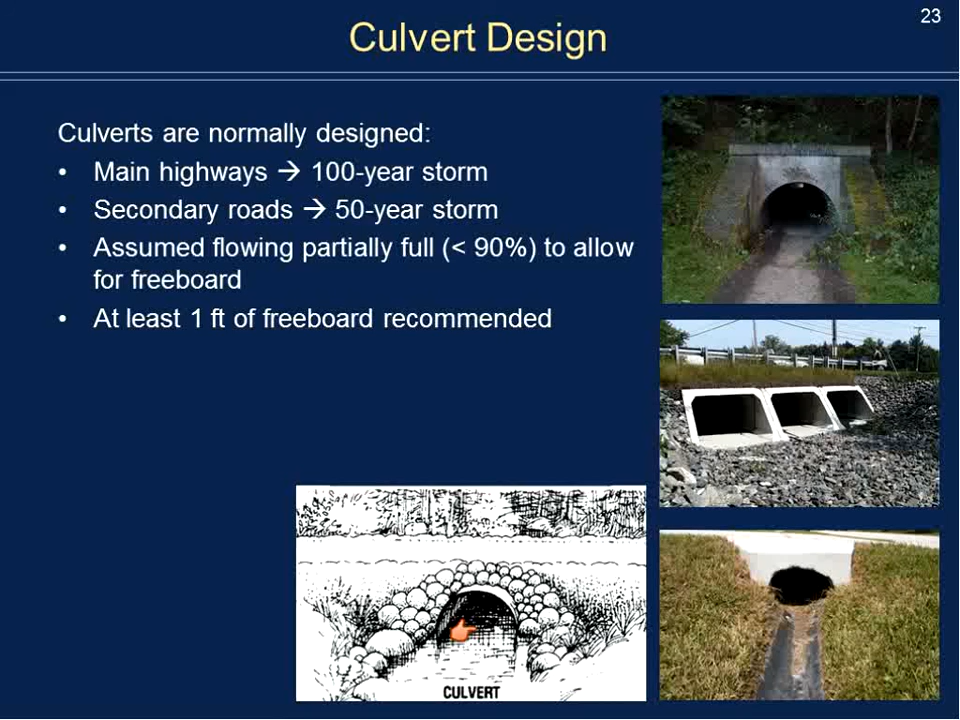 23
Culvert Design
Culverts are normally designed:
• Main highways → 100-year storm
• Secondary roads → 50-year storm
• Assumed flowing partially full (< 90%) to allow
for freeboard
• At least 1 ft of freeboard recommended
CULVERT